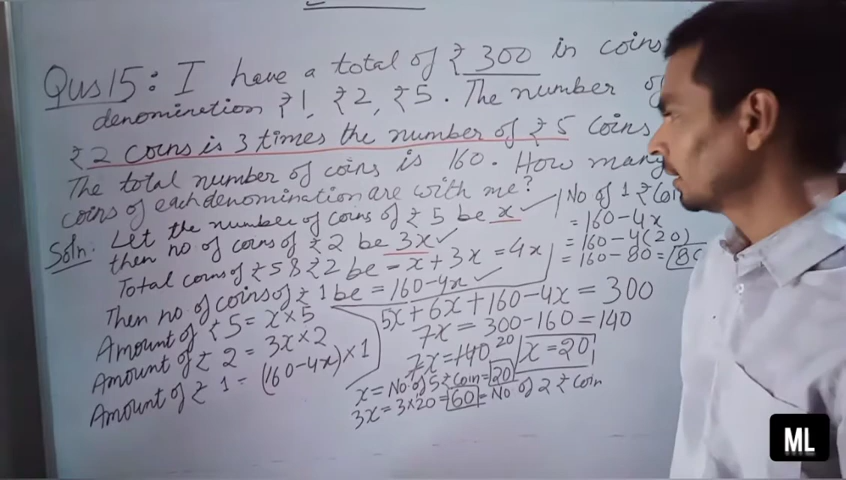 Qus 15: I have a total of ₹ 300 in coins
denomination ₹1, ₹2, ₹5. The number of
₹2 coins is 3 times the number of ₹5 coins
The total number of coins is 160. How many
coins of each denomination are with me?
Soln: Let the number of coins of ₹ 5 be x
then no of coins of ₹ 2 be 3x
Total coins of ₹5 & ₹2 be = x + 3x = 4x
Then no of coins of ₹ 1 be = 160-4x
Amount of ₹ 5 = x × 5
Amount of ₹ 2 = 3x × 2
Amount of ₹ 1 = (160-4x) × 1
5x + 6x + 160 - 4x = 300
7x = 300 - 160 = 140
7x = 140 20 x = 20
x = No of 5 ₹ coin = 20
3x = 3×20 = 60 = No of 2 ₹ coin
No of 1 ₹ coin
= 160 - 4x
= 160 - 4(20)
= 160 - 80 = 80
ML